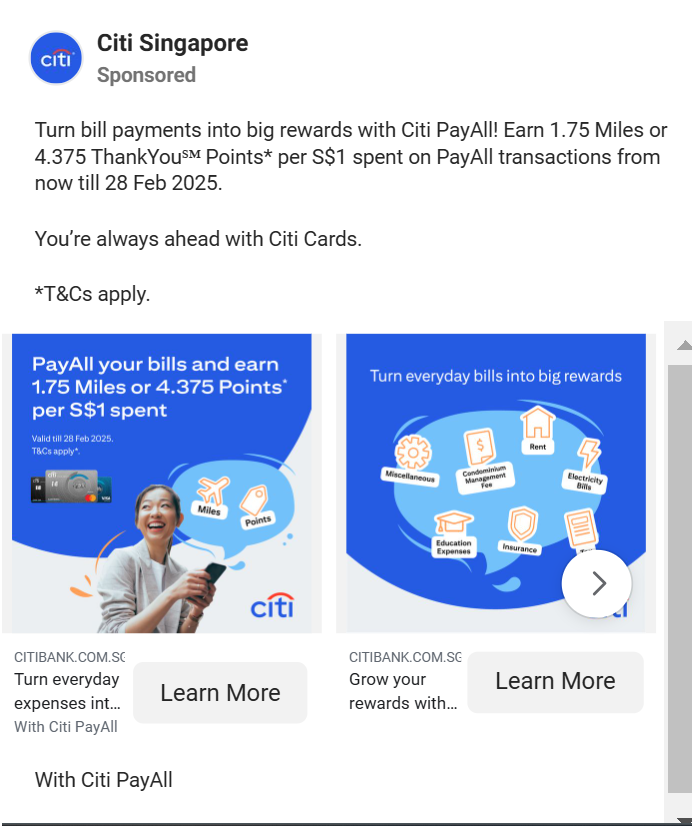 citi
Citi Singapore
Sponsored
Turn bill payments into big rewards with Citi PayAll! Earn 1.75 Miles or
4.375 ThankYou℠ Points* per S$1 spent on PayAll transactions from
now till 28 Feb 2025.
You’re always ahead with Citi Cards.
*T&Cs apply.
PayAll your bills and earn
1.75 Miles or 4.375 Points*
per S$1 spent
Valid till 28 Feb 2025.
T&Cs apply*.
Miles
Points
citi
Turn everyday bills into big rewards
Miscellaneous
$
Condominium
Management
Fee
Rent
Electricity
Bills
Education
Expenses
Insurance
CITIBANK.COM.SG
Turn everyday
expenses int...
With Citi PayAll
Learn More
CITIBANK.COM.SG
Grow your
rewards with...
Learn More
With Citi PayAll